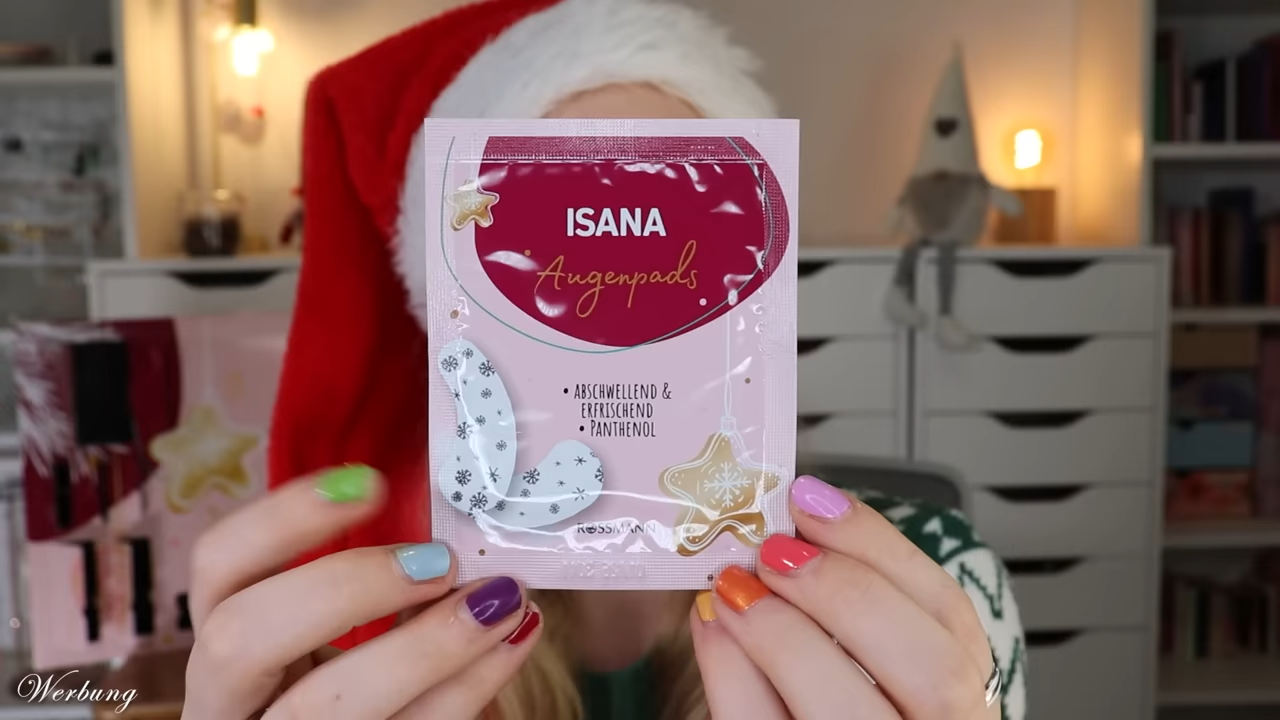 ISANA
Augenpads
• ABSCHWELLEND &
ERFRISCHEND
• PANTHENOL
ROSSMANN
Werbung